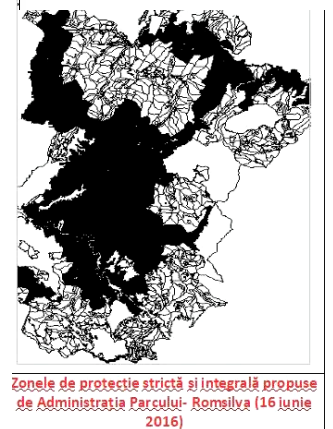 Zonele de protecție strictă și integrală propuse
de Administrația Parcului- Romsilva (16 iunie
2016)